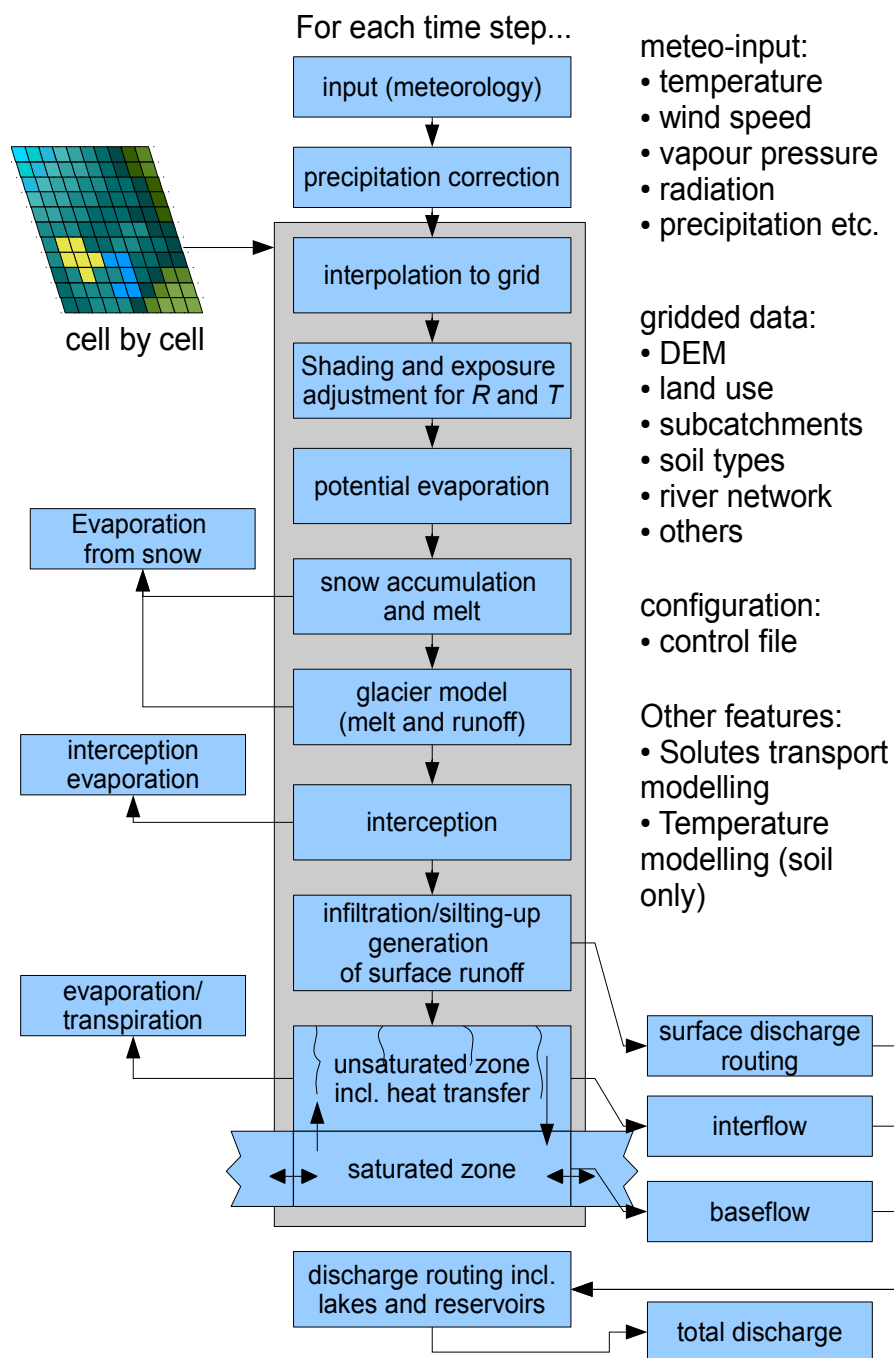 For each time step...
input (meteorology)
precipitation correction
cell by cell
interpolation to grid
Shading and exposure
adjustment for R and T
potential evaporation
Evaporation
from snow
snow accumulation
and melt
glacier model
(melt and runoff)
interception
evaporation
interception
infiltration/silting-up
generation
of surface runoff
evaporation/
transpiration
unsaturated zone
incl. heat transfer
saturated zone
surface discharge
routing
interflow
baseflow
discharge routing incl.
lakes and reservoirs
total discharge
meteo-input:
• temperature
• wind speed
• vapour pressure
• radiation
• precipitation etc.
gridded data:
• DEM
• land use
• subcatchments
• soil types
• river network
• others
configuration:
• control file
Other features:
• Solutes transport
modelling
• Temperature
modelling (soil
only)